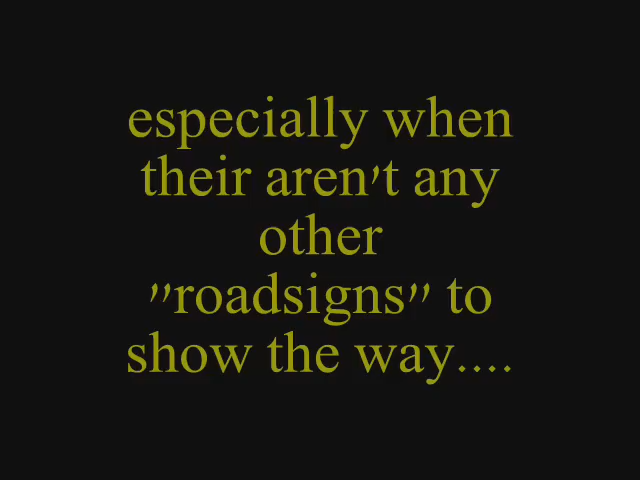 especially when
their aren't any
other
"roadsigns" to
show the way....